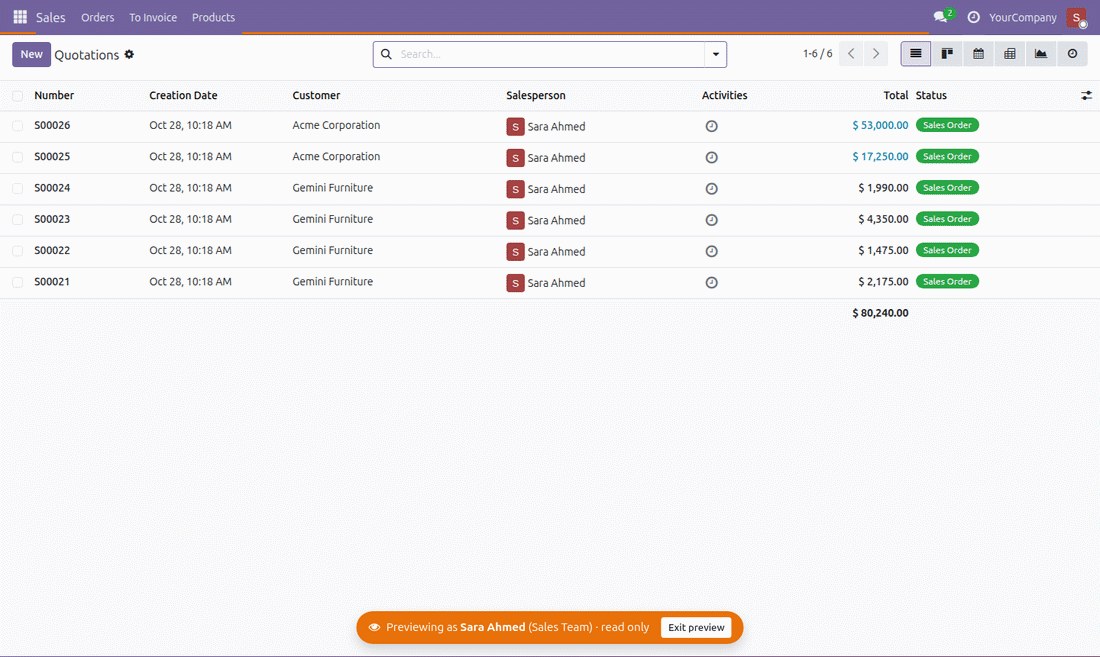 Sales Orders To Invoice Products 2 YourCompany S
New Quotations Search... 1-6 / 6
Number Creation Date Customer Salesperson Activities Total Status
S00026 Oct 28, 10:18 AM Acme Corporation S Sara Ahmed $ 53,000.00 Sales Order
S00025 Oct 28, 10:18 AM Acme Corporation S Sara Ahmed $ 17,250.00 Sales Order
S00024 Oct 28, 10:18 AM Gemini Furniture S Sara Ahmed $ 1,990.00 Sales Order
S00023 Oct 28, 10:18 AM Gemini Furniture S Sara Ahmed $ 4,350.00 Sales Order
S00022 Oct 28, 10:18 AM Gemini Furniture S Sara Ahmed $ 1,475.00 Sales Order
S00021 Oct 28, 10:18 AM Gemini Furniture S Sara Ahmed $ 2,175.00 Sales Order
$ 80,240.00
Previewing as Sara Ahmed (Sales Team) · read only Exit preview